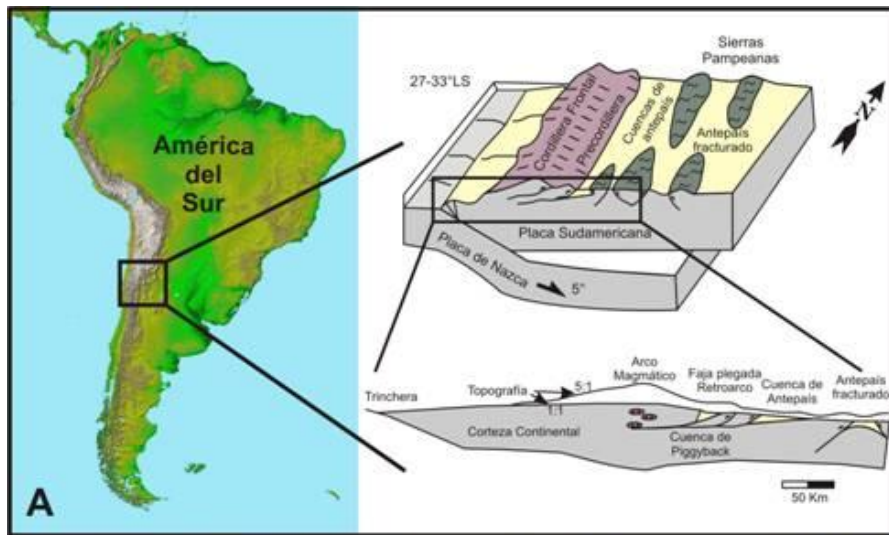 América
del
Sur
A
27-33°LS
Sierras
Pampeanas
Cordillera Frontal
Precordillera
Cuencas de
antepaís
Antepaís
fracturado
Z
Placa Sudamericana
Placa de Nazca
5°
Trinchera
Topografía
5:1
1:1
Arco
Magmático
Faja plegada
Retroarco
Cuenca de
Antepaís
Antepaís
fracturado
Corteza Continental
Cuenca de
Piggyback
50 Km